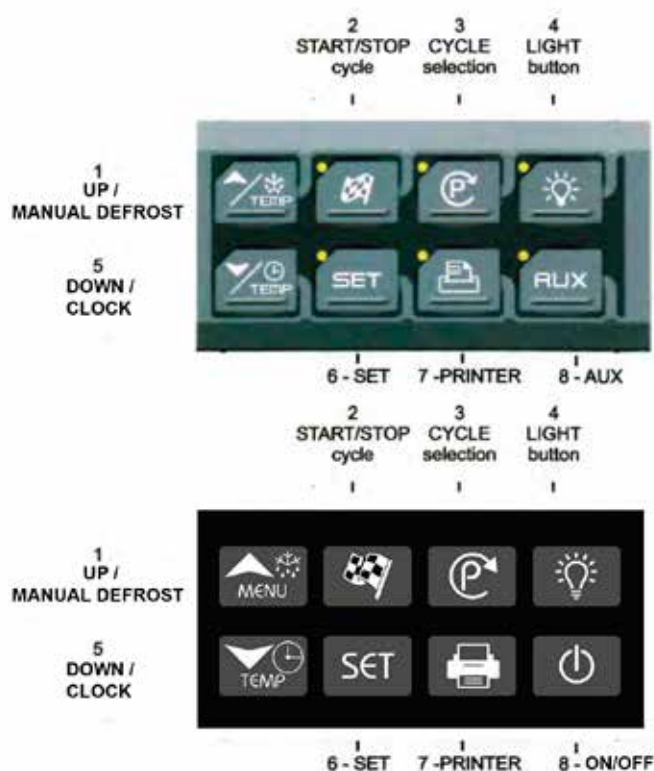 2 3 4
START/STOP CYCLE LIGHT
cycle selection button
1
UP /
MANUAL DEFROST
TEMP P
5
DOWN /
CLOCK
TEMP SET AUX
6 - SET 7 -PRINTER 8 - AUX
2 3 4
START/STOP CYCLE LIGHT
cycle selection button
1
UP /
MANUAL DEFROST
MENU P
5
DOWN /
CLOCK
TEMP SET
6 - SET 7 -PRINTER 8 - ON/OFF